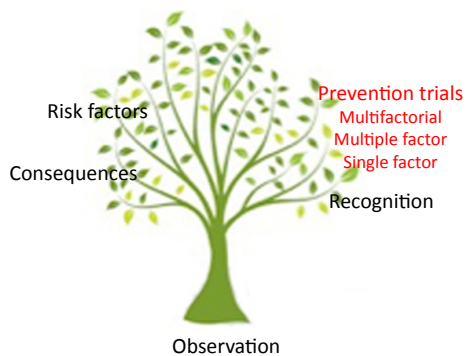 Prevention trials
Risk factors
Multifactorial
Multiple factor
Single factor
Consequences
Recognition
Observation